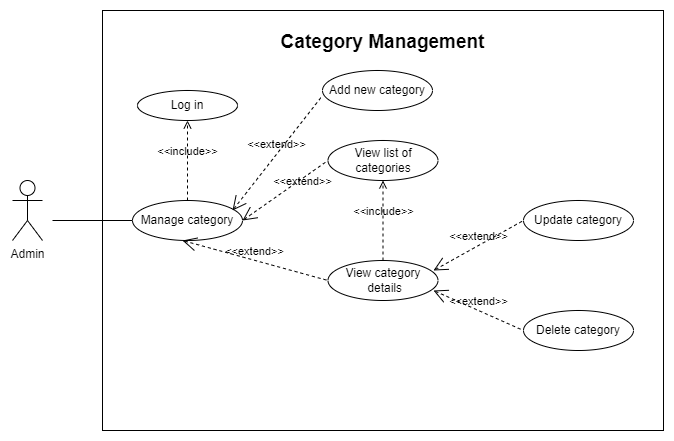 Category Management
Add new category
Log in
<<extend>>
<<include>>
View list of
categories
<<extend>>
<<include>>
Manage category
Update category
Admin
<<extend>>
<<extend>>
View category
details
<<extend>>
Delete category